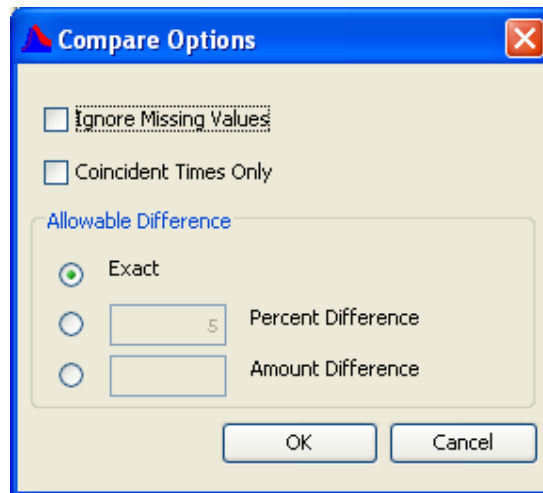 Compare Options
Ignore Missing Values
Coincident Times Only
Allowable Difference
Exact
5 Percent Difference
Amount Difference
OK Cancel